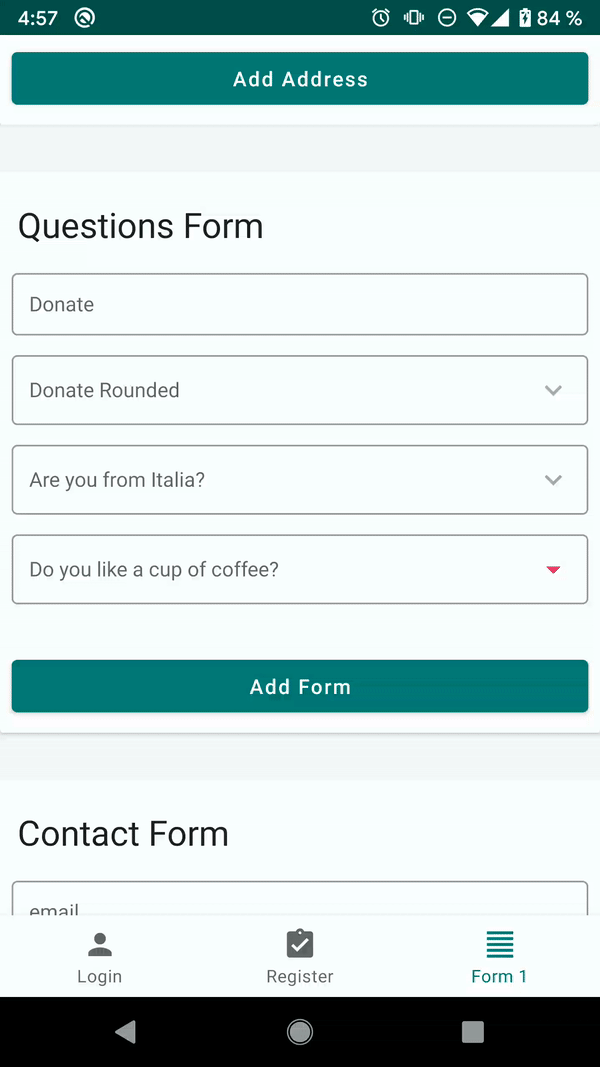 4:57
84 %
Add Address
Questions Form
Donate
Donate Rounded
Are you from Italia?
Do you like a cup of coffee?
Add Form
Contact Form
email
Login
Register
Form 1